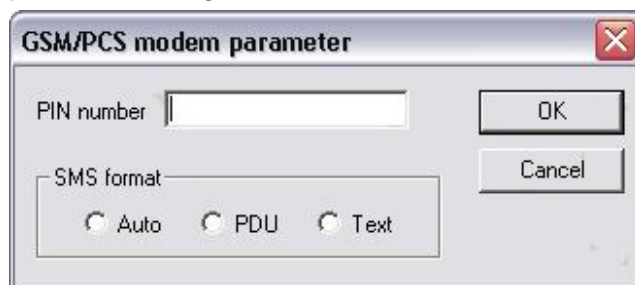 GSM/PCS modem parameter
PIN number
OK
Cancel
SMS format
Auto PDU Text